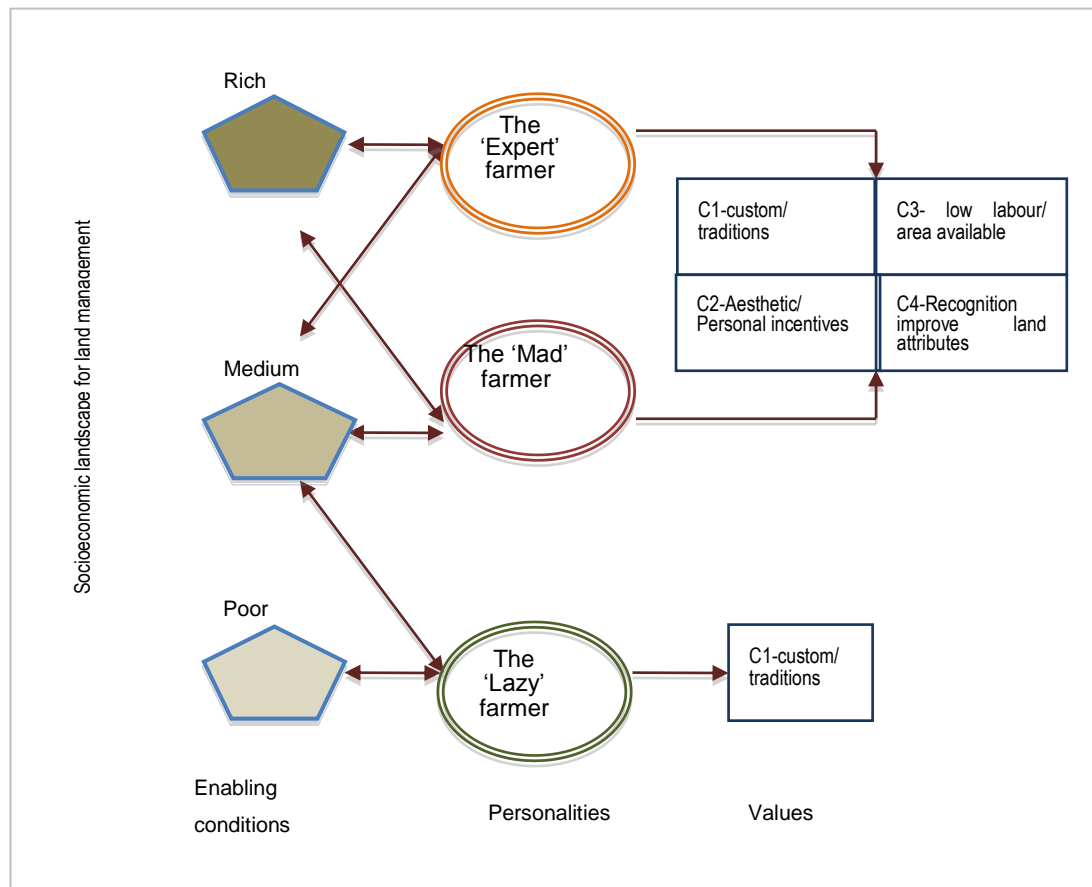 Rich
The
‘Expert’
farmer
C1-custom/
traditions
C3- low labour/
area available
C2-Aesthetic/
Personal incentives
C4-Recognition
improve land
attributes
Socioeconomic landscape for land management
Medium
The ‘Mad’
farmer
Poor
The
‘Lazy’
farmer
C1-custom/
traditions
Enabling
conditions
Personalities
Values